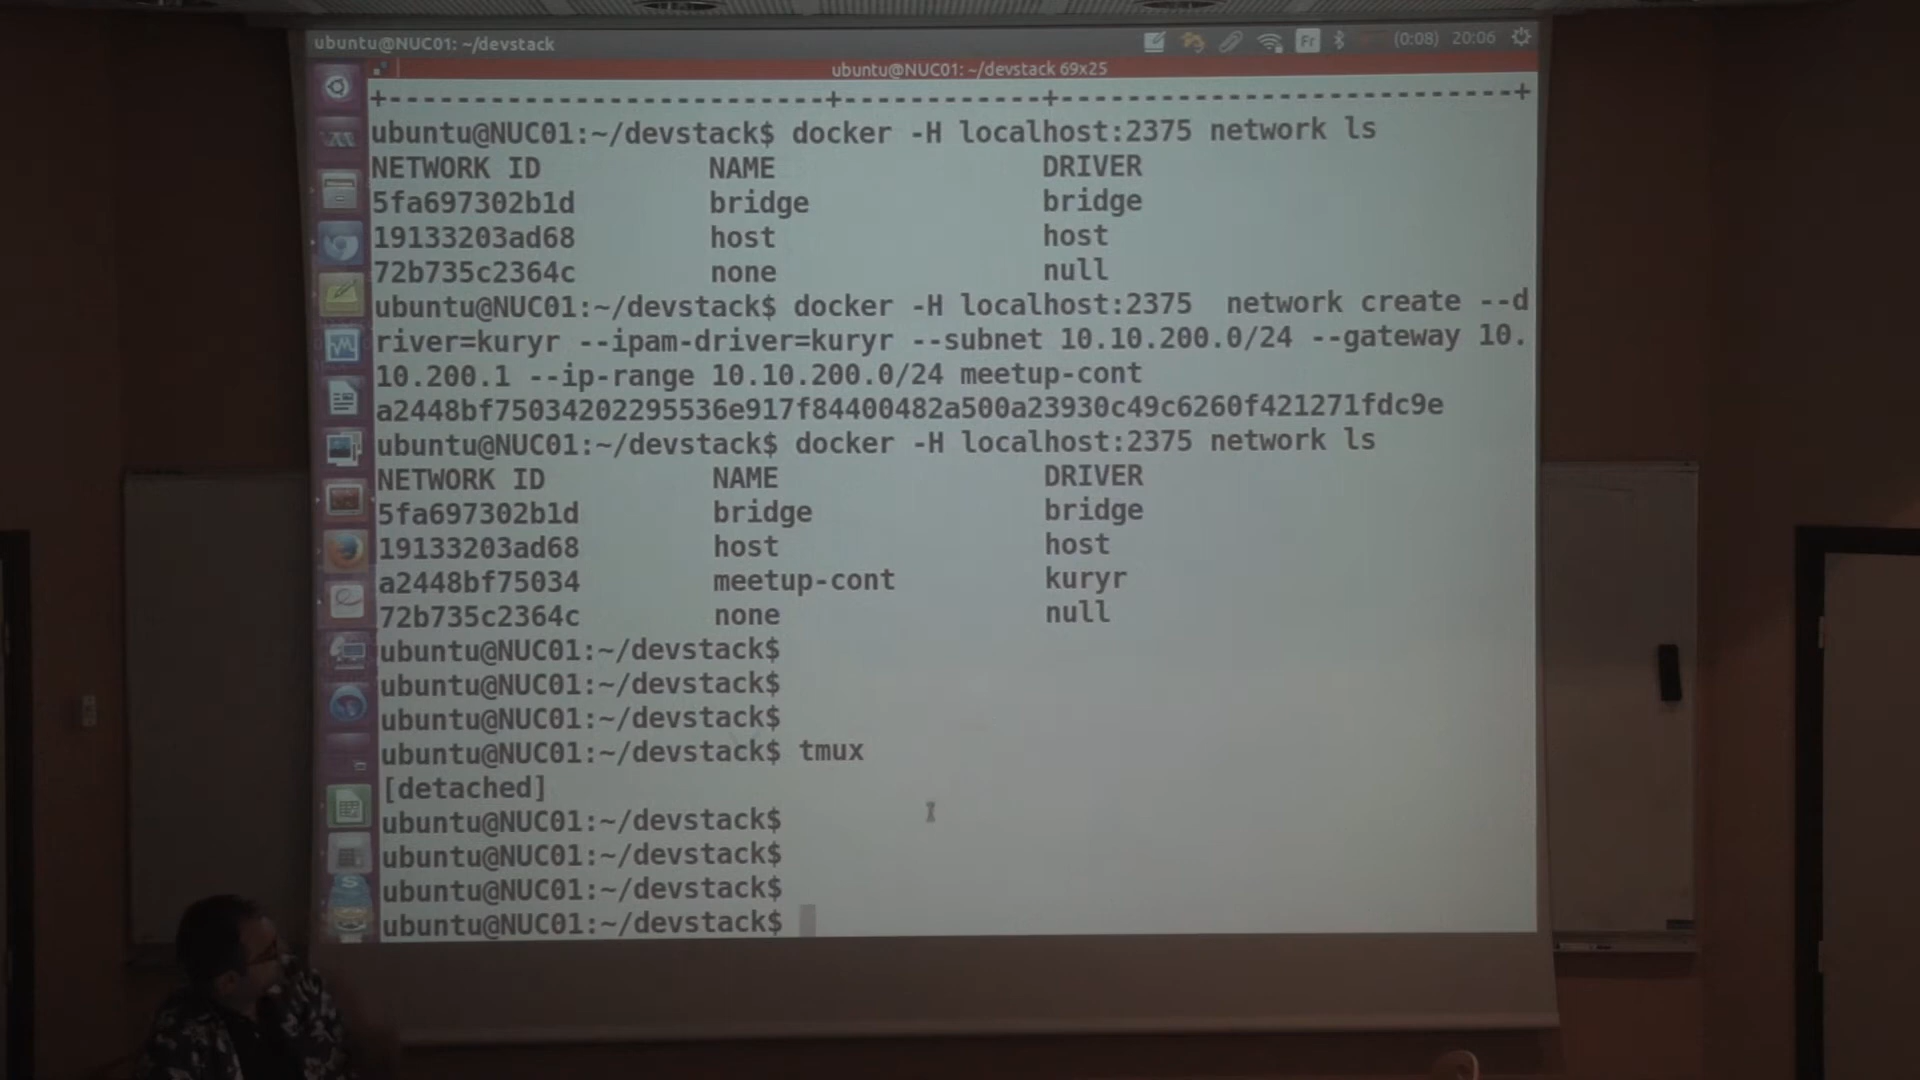 ubuntu@NUC01: ~/devstack
Fr (0:08) 20:06
ubuntu@NUC01: ~/devstack 69x25
+--------------------------+------------+---------------------------+
ubuntu@NUC01:~/devstack$ docker -H localhost:2375 network ls
NETWORK ID NAME DRIVER
5fa697302b1d bridge bridge
19133203ad68 host host
72b735c2364c none null
ubuntu@NUC01:~/devstack$ docker -H localhost:2375  network create --d
river=kuryr --ipam-driver=kuryr --subnet 10.10.200.0/24 --gateway 10.
10.200.1 --ip-range 10.10.200.0/24 meetup-cont
a2448bf75034202295536e917f84400482a500a23930c49c6260f421271fdc9e
ubuntu@NUC01:~/devstack$ docker -H localhost:2375 network ls
NETWORK ID NAME DRIVER
5fa697302b1d bridge bridge
19133203ad68 host host
a2448bf75034 meetup-cont kuryr
72b735c2364c none null
ubuntu@NUC01:~/devstack$
ubuntu@NUC01:~/devstack$
ubuntu@NUC01:~/devstack$
ubuntu@NUC01:~/devstack$ tmux
[detached]
ubuntu@NUC01:~/devstack$
ubuntu@NUC01:~/devstack$
ubuntu@NUC01:~/devstack$
ubuntu@NUC01:~/devstack$